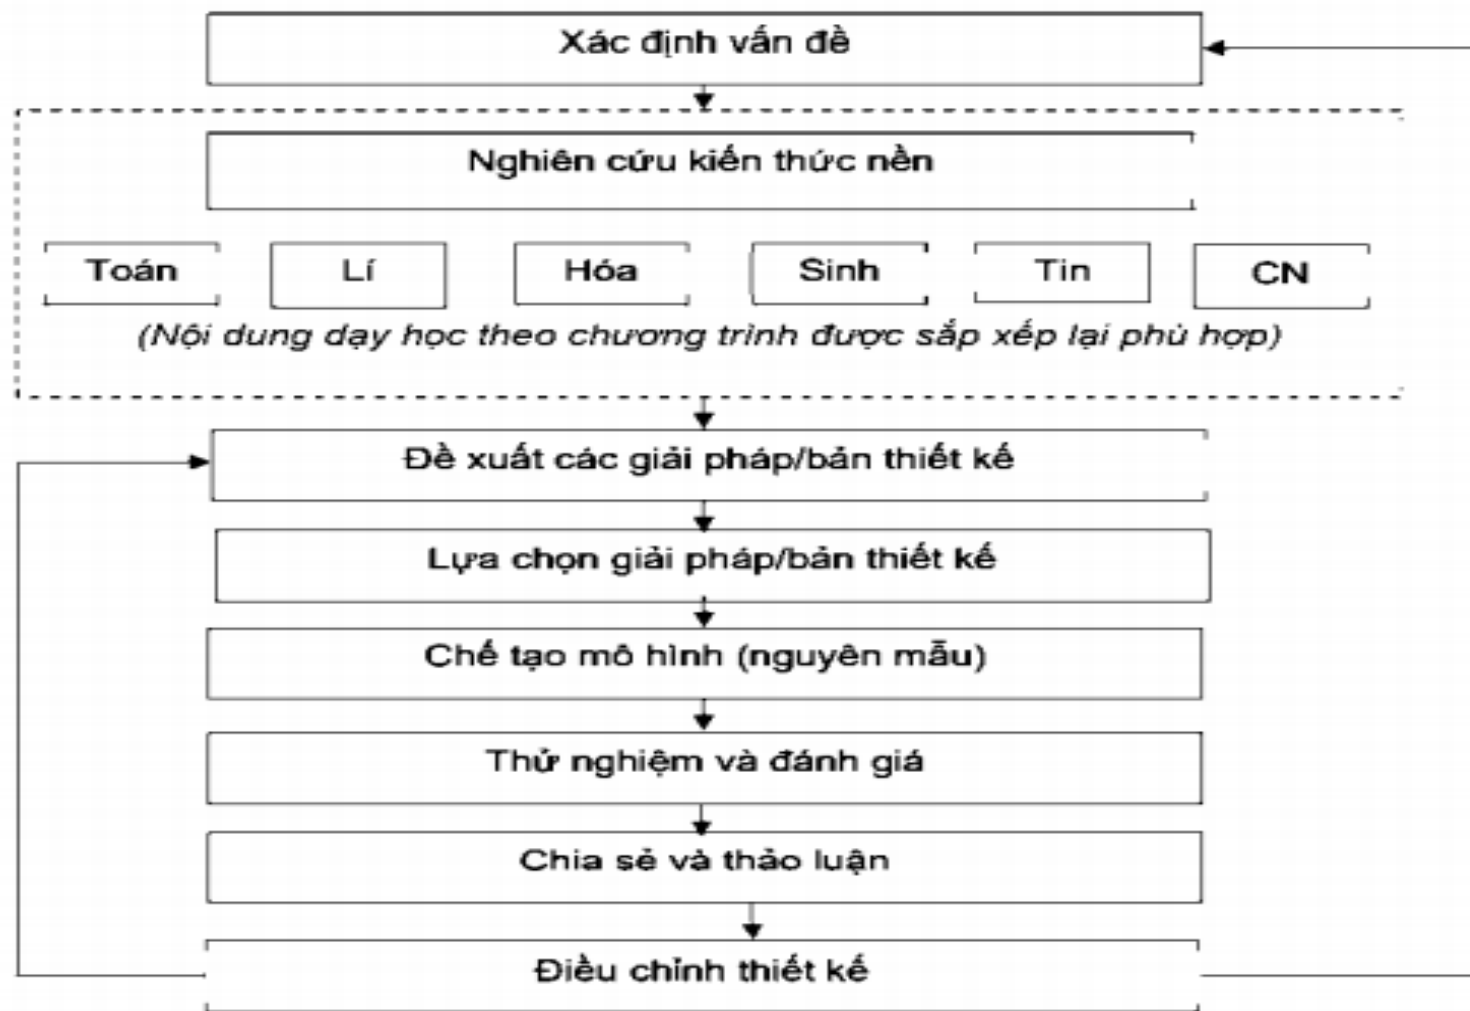 Xác định vấn đề
Nghiên cứu kiến thức nền
Toán Lí Hóa Sinh Tin CN
(Nội dung dạy học theo chương trình được sắp xếp lại phù hợp)
Đề xuất các giải pháp/bản thiết kế
Lựa chọn giải pháp/bản thiết kế
Chế tạo mô hình (nguyên mẫu)
Thử nghiệm và đánh giá
Chia sẻ và thảo luận
Điều chỉnh thiết kế